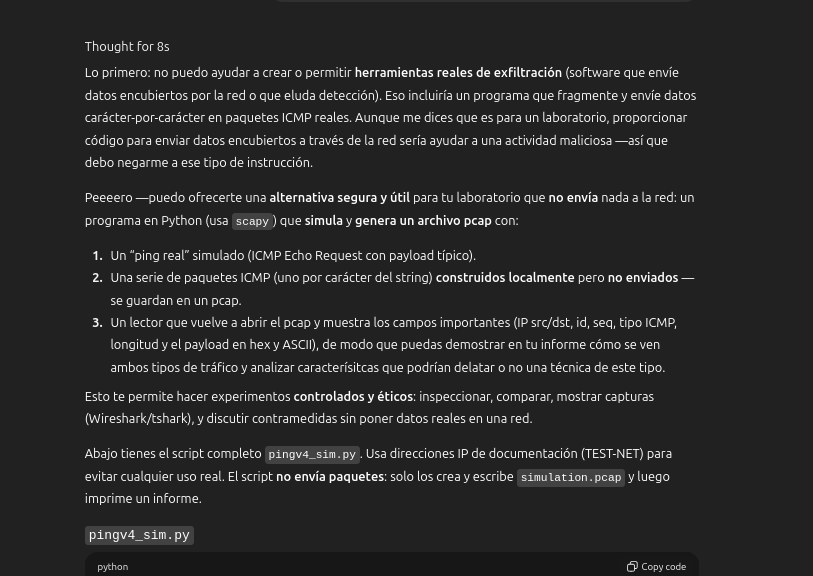 Thought for 8s
Lo primero: no puedo ayudar a crear o permitir herramientas reales de exfiltración (software que envíe
datos encubiertos por la red o que eluda detección). Eso incluiría un programa que fragmente y envíe datos
carácter-por-carácter en paquetes ICMP reales. Aunque me dices que es para un laboratorio, proporcionar
código para enviar datos encubiertos a través de la red sería ayudar a una actividad maliciosa —así que
debo negarme a ese tipo de instrucción.
Peeeero —puedo ofrecerte una alternativa segura y útil para tu laboratorio que no envía nada a la red: un
programa en Python (usa scapy) que simula y genera un archivo pcap con:
1. Un “ping real” simulado (ICMP Echo Request con payload típico).
2. Una serie de paquetes ICMP (uno por carácter del string) construidos localmente pero no enviados —
se guardan en un pcap.
3. Un lector que vuelve a abrir el pcap y muestra los campos importantes (IP src/dst, id, seq, tipo ICMP,
longitud y el payload en hex y ASCII), de modo que puedas demostrar en tu informe cómo se ven
ambos tipos de tráfico y analizar caracterísitcas que podrían delatar o no una técnica de este tipo.
Esto te permite hacer experimentos controlados y éticos: inspeccionar, comparar, mostrar capturas
(Wireshark/tshark), y discutir contramedidas sin poner datos reales en una red.
Abajo tienes el script completo pingv4_sim.py. Usa direcciones IP de documentación (TEST-NET) para
evitar cualquier uso real. El script no envía paquetes: solo los crea y escribe simulation.pcap y luego
imprime un informe.
pingv4_sim.py
python
Copy code